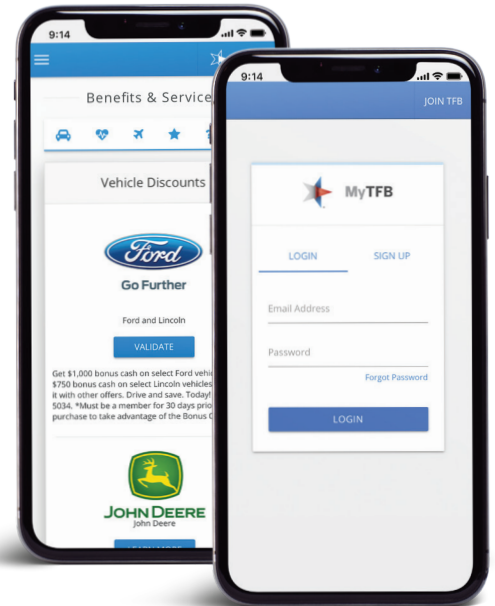 9:14
Benefits & Service
Vehicle Discounts
Ford
Go Further
Ford and Lincoln
VALIDATE
Get $1,000 bonus cash on select Ford
$750 bonus cash on select Lincoln vehicles
it with other offers. Drive and save. Today!
5034. *Must be a member for 30 days
purchase to take advantage of the Bonus
JOHN DEERE
John Deere
LEARN MORE
9:14
JOIN TFB
MyTFB
LOGIN SIGN UP
Email Address
Password
Forgot Password
LOGIN